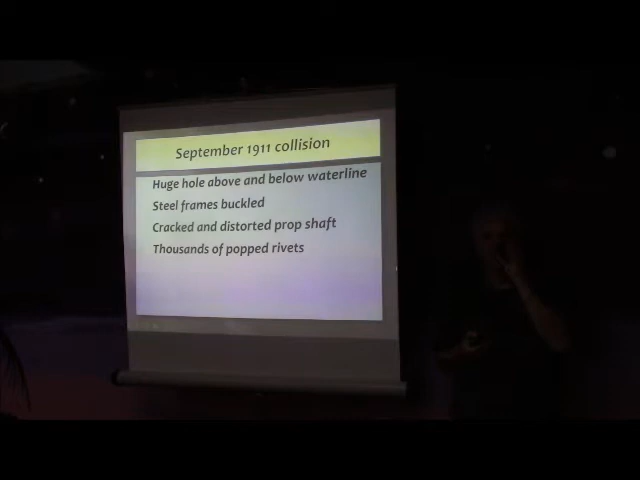 September 1911 collision
Huge hole above and below waterline
Steel frames buckled
Cracked and distorted prop shaft
Thousands of popped rivets